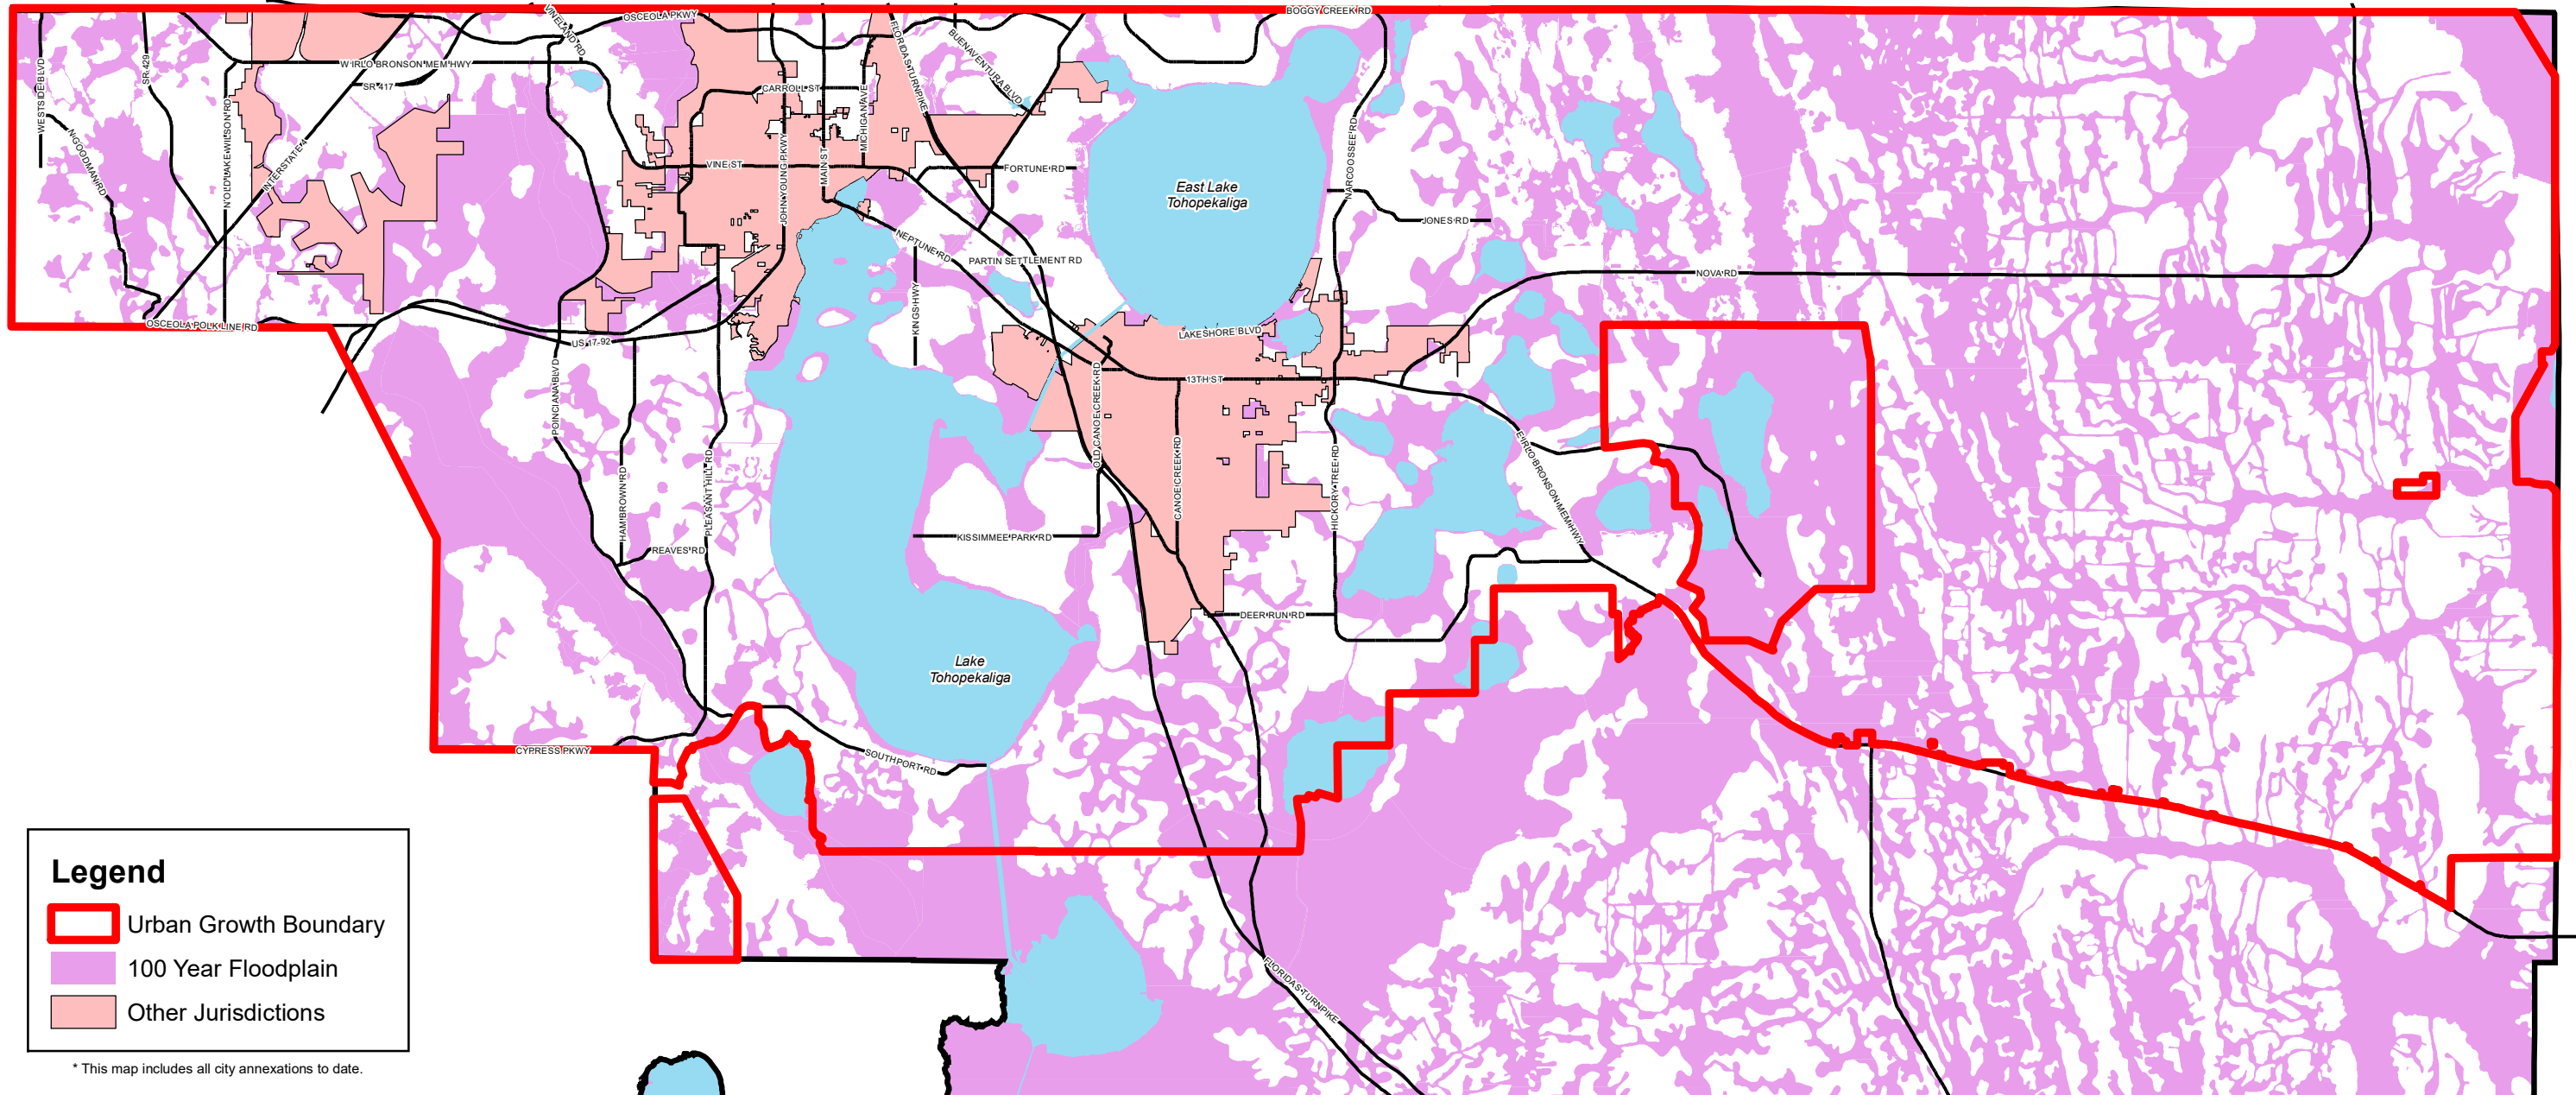 OSCEOLA PKWY
BOGGY CREEK RD
VINELAND RD
FLORIDAS TURNPIKE
BUENAVENTURA BLVD
W IRLO BRONSON MEM HWY
SR 429
WESTSIDE BLVD
SR 417
CARROLL ST
MICHIGAN AVE
N OLD LAKE WILSON RD
N GOODMAN RD
INTERSTATE 4
VINE ST
JOHN YOUNG PKWY
MAIN ST
FORTUNE RD
NARCOOSSEE RD
East Lake
Tohopekaliga
JONES RD
NEPTUNE RD
PARTIN SETTLEMENT RD
NOVA RD
KINGS HWY
OSCEOLA POLK LINE RD
US 17-92
LAKESHORE BLVD
13TH ST
POINCIANA BLVD
OLD CANOE CREEK RD
HAM BROWN RD
PLEASANT HILL RD
CANOE CREEK RD
HICKORY TREE RD
E IRLO BRONSON MEM HWY
KISSIMMEE PARK RD
REAVES RD
DEER RUN RD
Lake
Tohopekaliga
CYPRESS PKWY
SOUTHPORT RD
FLORIDAS TURNPIKE
Legend
Urban Growth Boundary
100 Year Floodplain
Other Jurisdictions
* This map includes all city annexations to date.